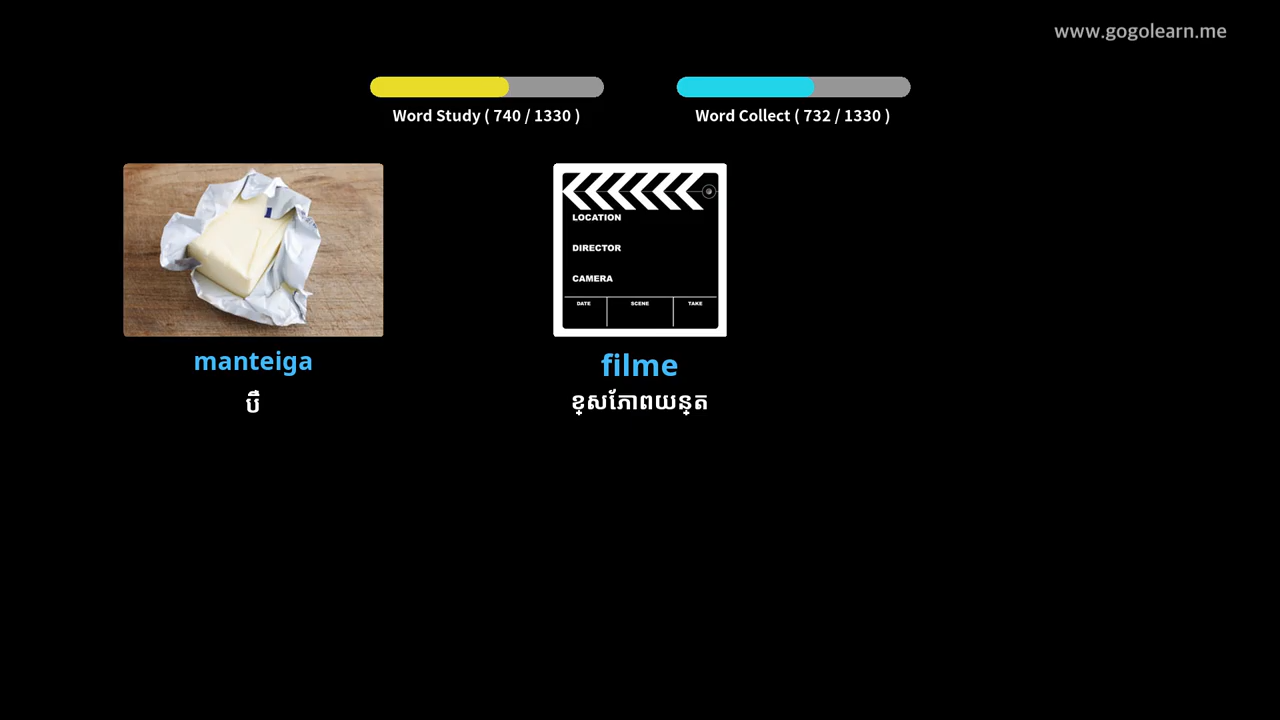 www.gogolearn.me
Word Study ( 740 / 1330 )
Word Collect ( 732 / 1330 )
LOCATION
DIRECTOR
CAMERA
DATE SCENE TAKE
manteiga
filme
ប៊ឺ
ខ្សែភាពយន្ត